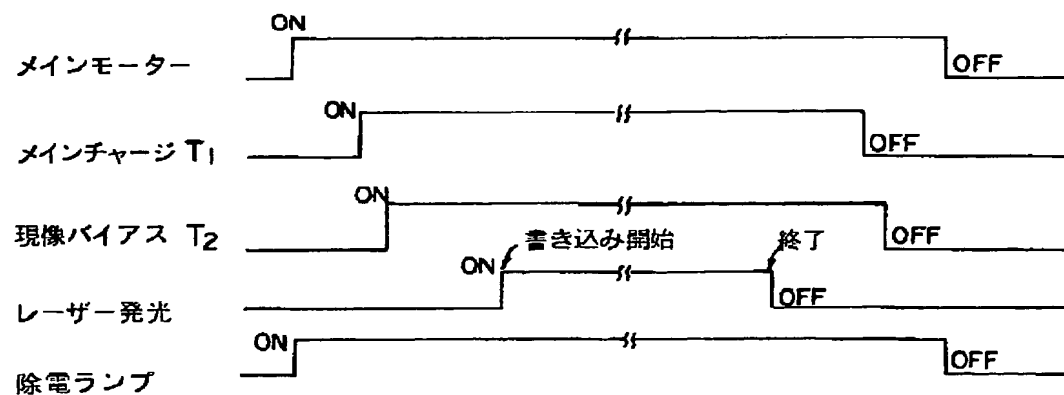 ON
メインモーター
OFF
ON
メインチャージ T1
OFF
ON
現像バイアス T2
OFF
書き込み開始
終了
ON
レーザー発光
OFF
ON
除電ランプ
OFF